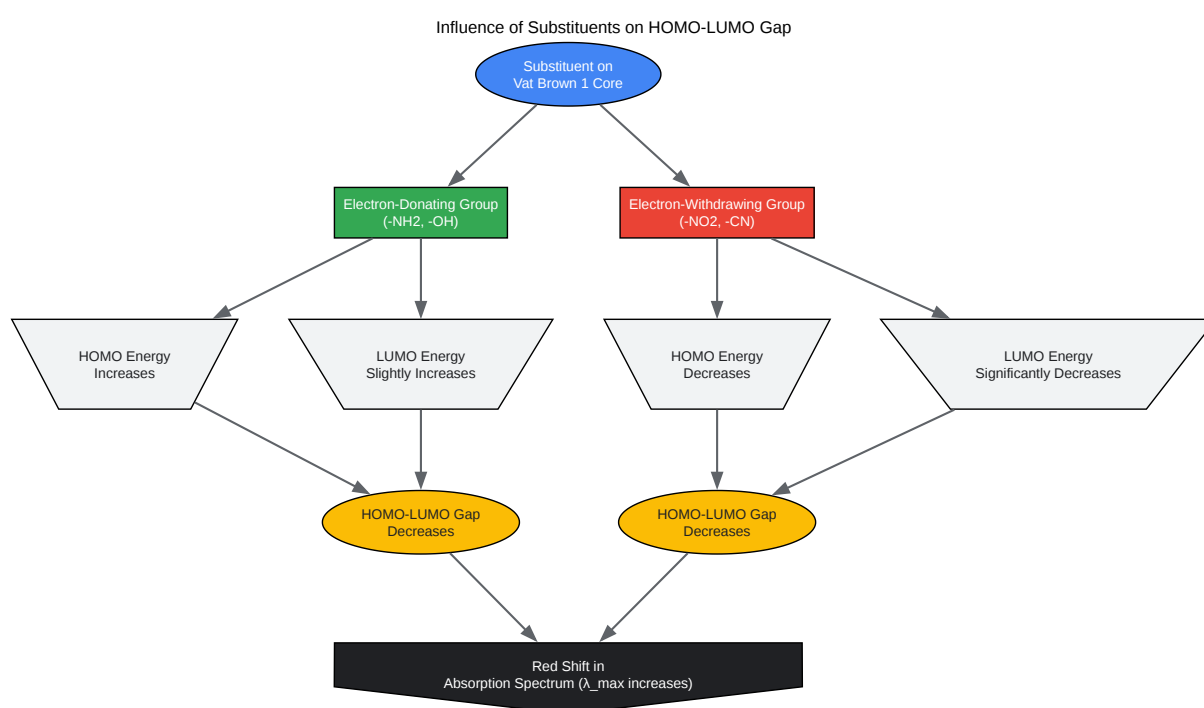 Influence of Substituents on HOMO-LUMO Gap
Substituent on
Vat Brown 1 Core
Electron-Donating Group
(-NH2, -OH)
Electron-Withdrawing Group
(-NO2, -CN)
HOMO Energy
Increases
LUMO Energy
Slightly Increases
HOMO Energy
Decreases
LUMO Energy
Significantly Decreases
HOMO-LUMO Gap
Decreases
HOMO-LUMO Gap
Decreases
Red Shift in
Absorption Spectrum (λ_max increases)